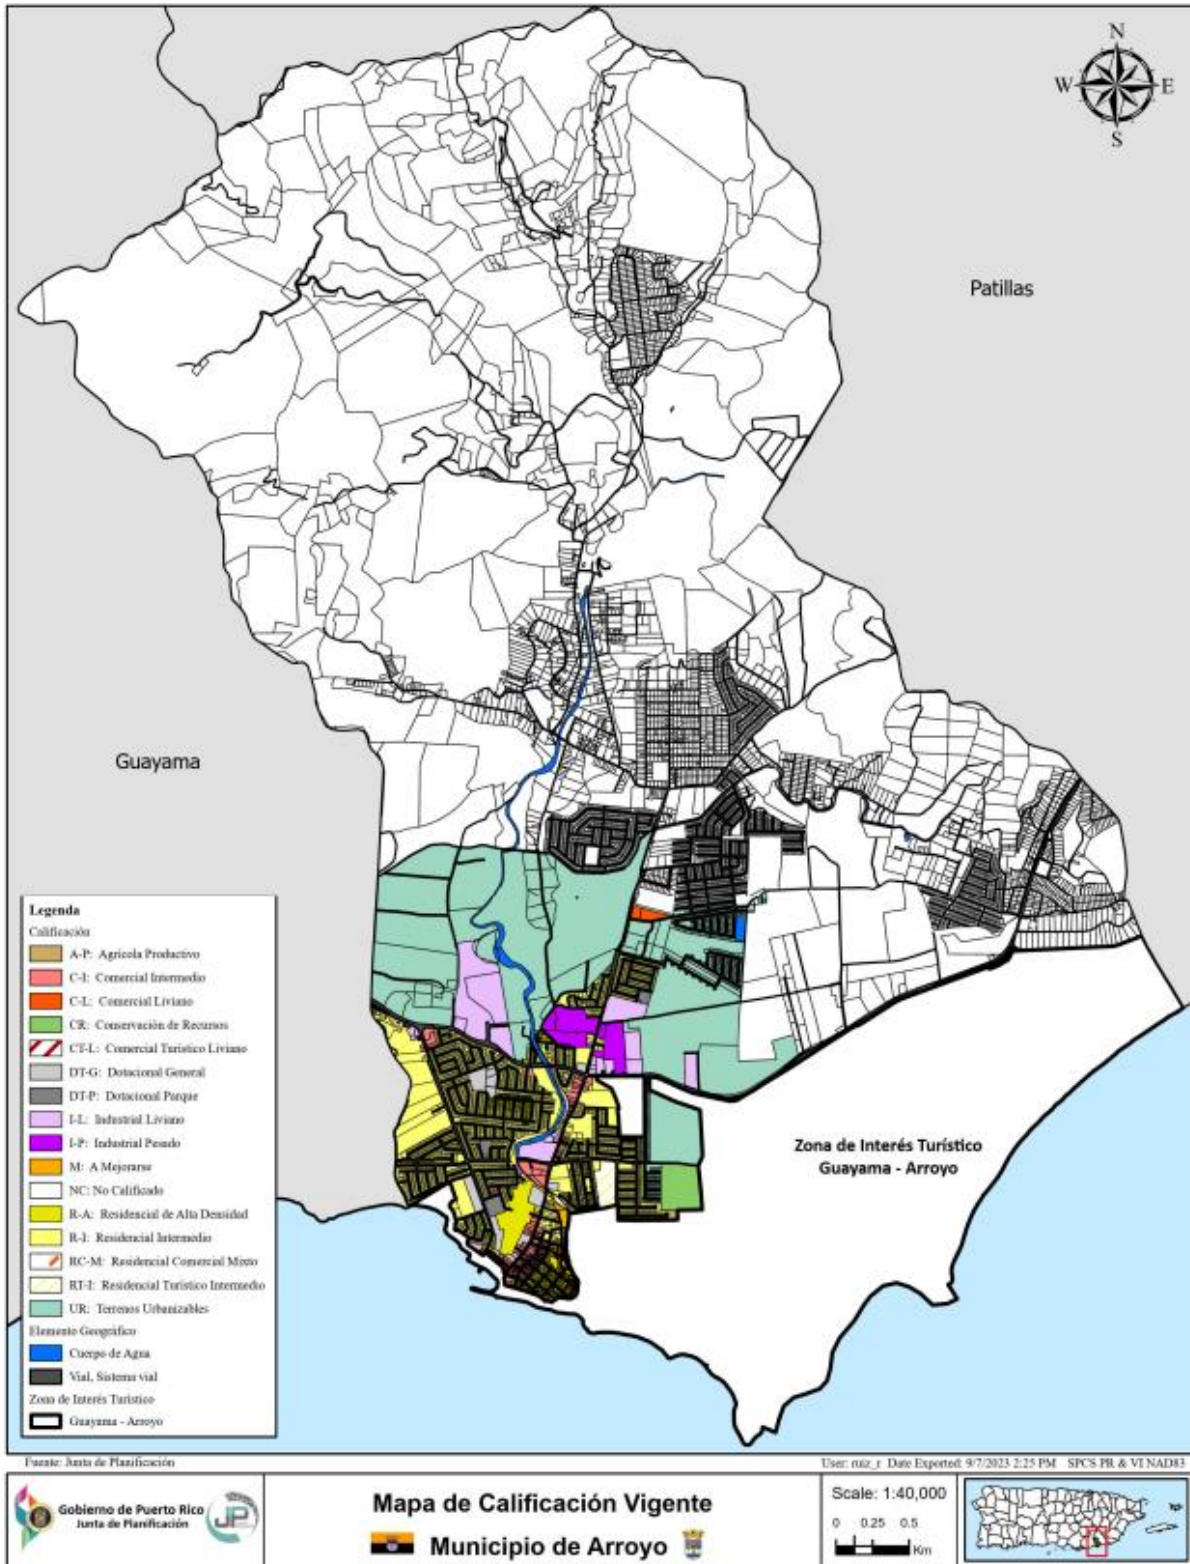 N
W E
S
Patillas
Guayama
Zona de Interés Turístico
Guayama - Arroyo
Legenda
Calificación
A-P: Agrícola Productivo
C-I: Comercial Intermedio
C-L: Comercial Liviano
CR: Conservación de Recursos
CT-L: Comercial Turístico Liviano
DT-G: Dotacional General
DT-P: Dotacional Parque
I-L: Industrial Liviano
I-P: Industrial Pesado
M: A Mejorarse
NC: No Calificado
R-A: Residencial de Alta Densidad
R-I: Residencial Intermedio
RC-M: Residencial Comercial Mixto
RT-I: Residencial Turístico Intermedio
UR: Terrenos Urbanizables
Elemento Geográfico
Cuerpo de Agua
Vial, Sistema vial
Zona de Interés Turístico
Guayama - Arroyo
Fuente: Junta de Planificación
User: ruiz_r Date Exported: 9/7/2023 2:25 PM SPCS PR & VI NAD83
Gobierno de Puerto Rico
Junta de Planificación
JP
Mapa de Calificación Vigente
Municipio de Arroyo
Scale: 1:40,000
0 0.25 0.5
Km